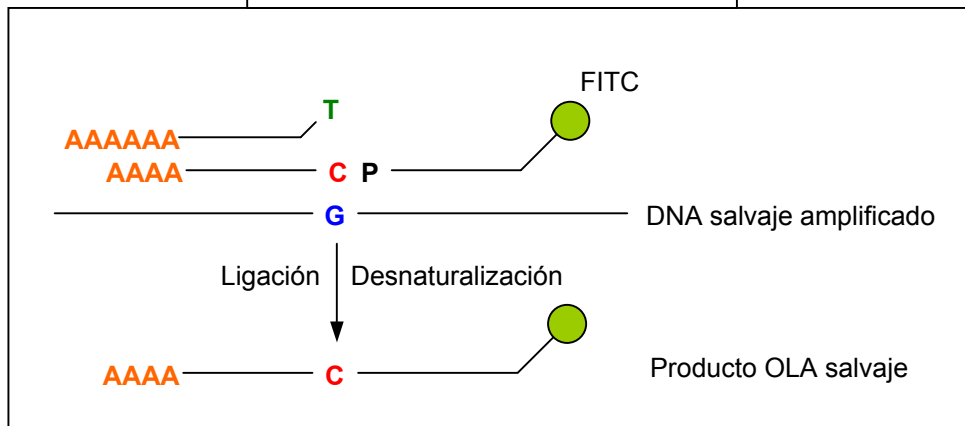 FITC
T
AAAAAA
AAAA C P
G DNA salvaje amplificado
Ligación Desnaturalización
AAAA C Producto OLA salvaje